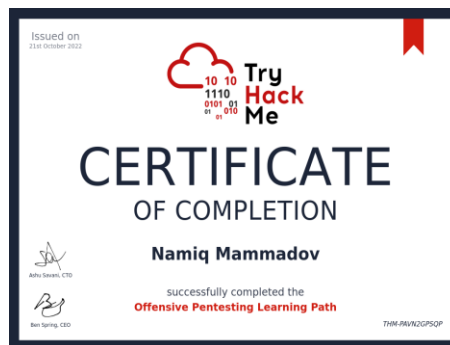 Issued on
21st October 2022
10 10
1110
0101 01
01 010
01
Try
Hack
Me
CERTIFICATE
OF COMPLETION
Namiq Mammadov
Ashu Savani, CTO
successfully completed the
Offensive Pentesting Learning Path
Ben Spring, CEO
THM-PAVN2GPSQP